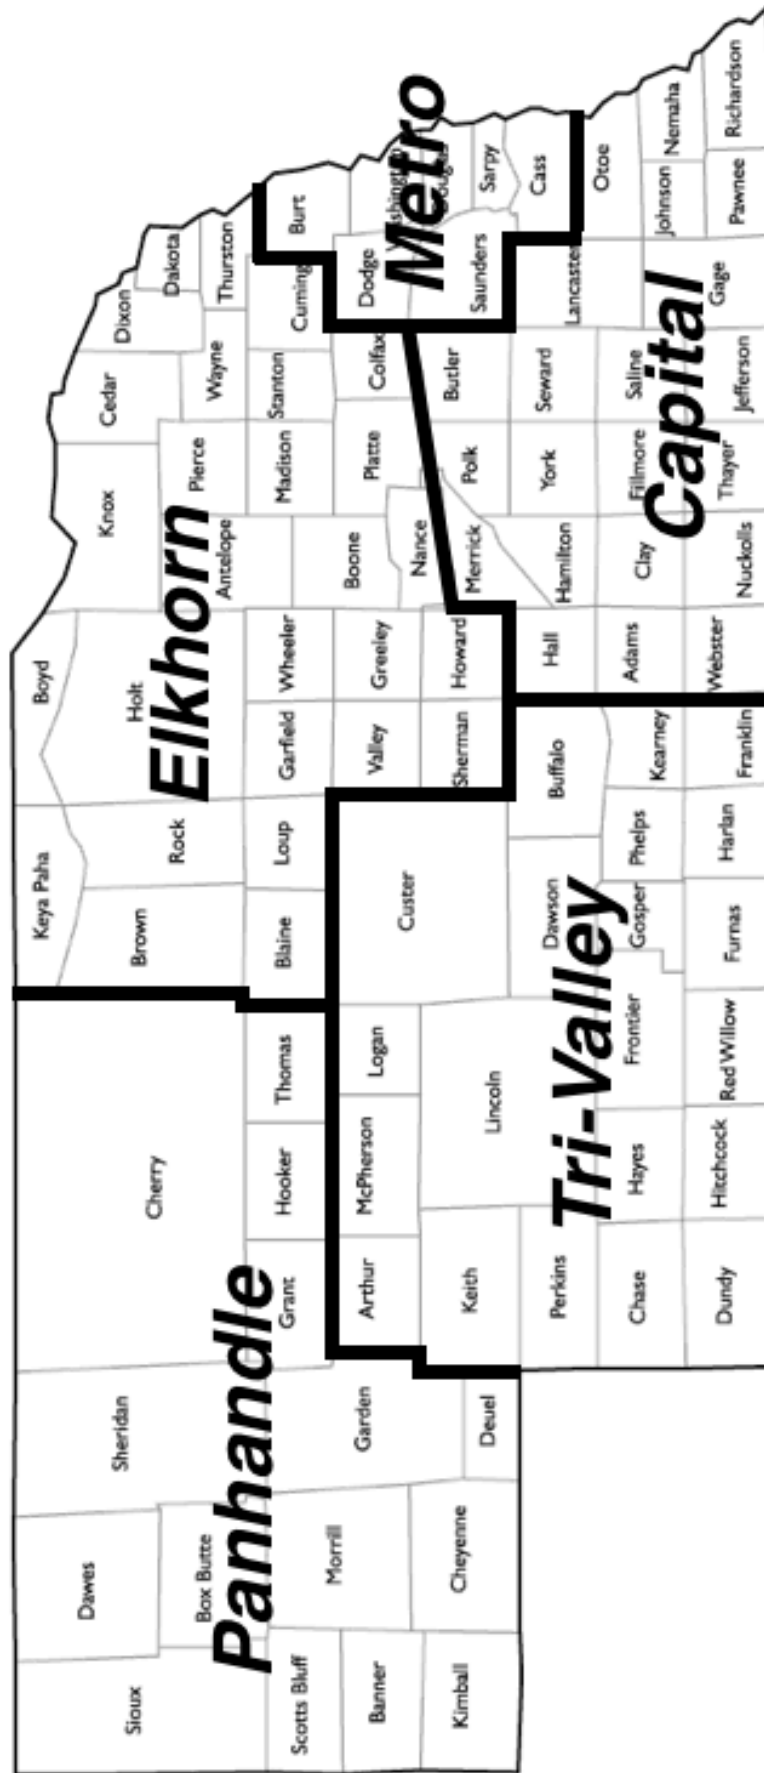 Sioux
Dawes
Box Butte
Sheridan
Scotts Bluff
Banner
Kimball
Morrill
Cheyenne
Garden
Deuel
Panhandle
Cherry
Grant
Hooker
Thomas
Arthur
McPherson
Logan
Keith
Lincoln
Custer
Perkins
Dawson
Buffalo
Tri-Valley
Chase
Hayes
Frontier
Gosper
Phelps
Kearney
Dundy
Hitchcock
Red Willow
Furnas
Harlan
Franklin
Keya Paha
Boyd
Brown
Rock
Holt
Elkhorn
Knox
Cedar
Dixon
Dakota
Antelope
Pierce
Wayne
Thurston
Blaine
Loup
Garfield
Wheeler
Boone
Madison
Stanton
Cuming
Valley
Greeley
Nance
Platte
Colfax
Sherman
Howard
Burt
Dodge
Metro
Saunders
Sarpy
Cass
Merrick
Polk
Butler
Hall
Hamilton
York
Seward
Lancaster
Otoe
Adams
Clay
Fillmore
Saline
Capital
Gage
Johnson
Nemaha
Webster
Nuckolls
Thayer
Jefferson
Pawnee
Richardson